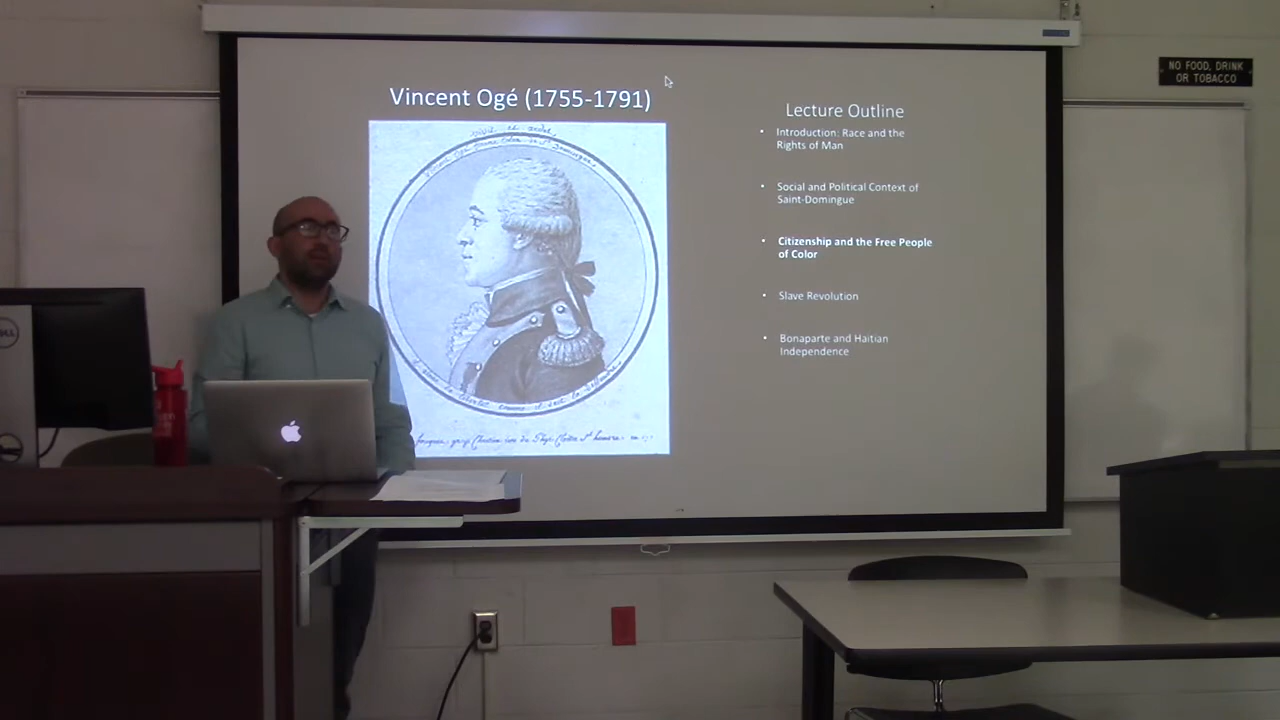 NO FOOD, DRINK
OR TOBACCO
Vincent Ogé (1755-1791)
Lecture Outline
• Introduction: Race and the
Rights of Man
• Social and Political Context of
Saint-Domingue
• Citizenship and the Free People
of Color
• Slave Revolution
• Bonaparte and Haitian
Independence
DELL